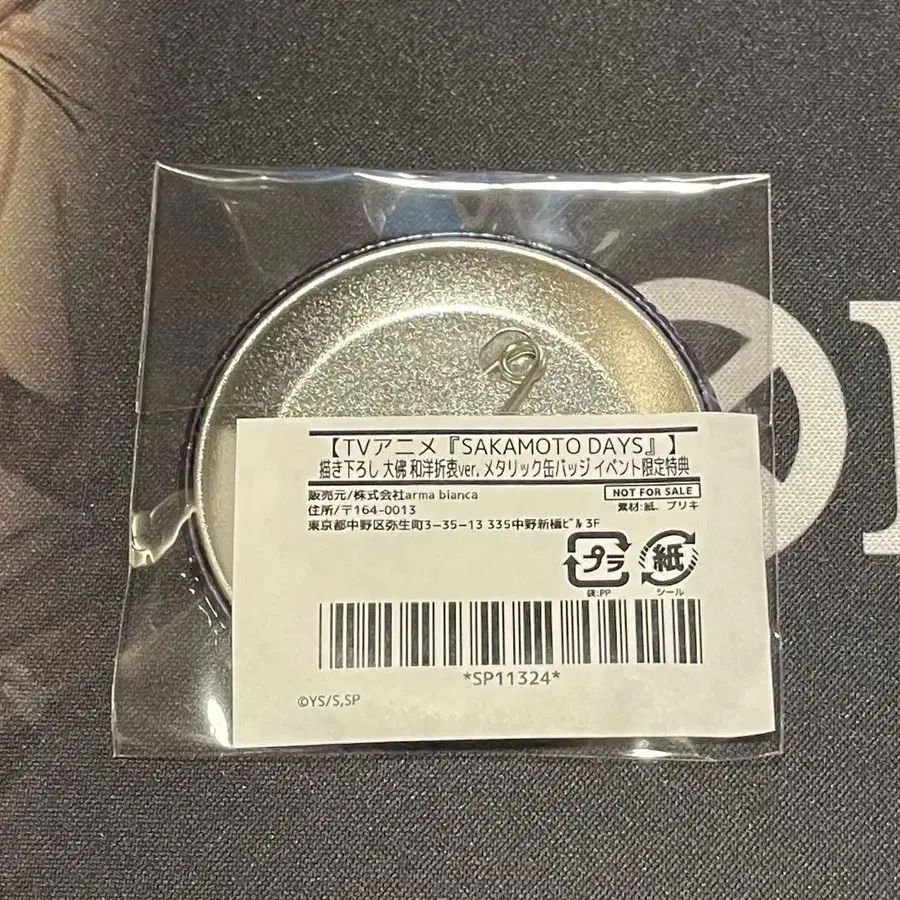 【TVアニメ『SAKAMOTO DAYS』】
描き下ろし 大佛 和洋折衷ver. メタリック缶バッジ イベント限定特典
販売元/株式会社arma bianca
NOT FOR SALE
住所/〒164-0013
素材:紙、ブリキ
東京都中野区弥生町3-35-13 335中野新橋ビル 3F
プラ
紙
袋:PP
シール
*SP11324*
©YS/S,SP